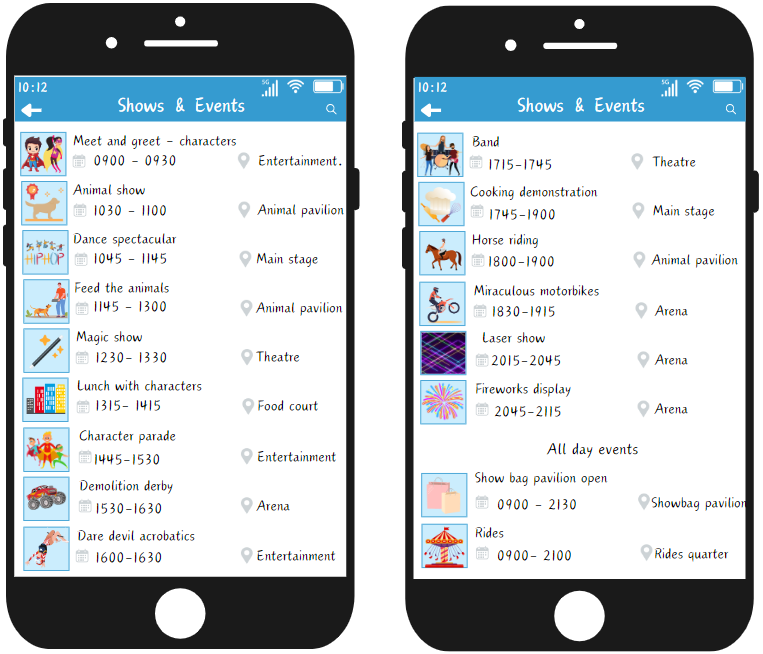 10:12
5G
Shows & Events
Meet and greet - characters
0900 - 0930
Entertainment.
Animal show
1030 - 1100
Animal pavilion
Dance spectacular
1045 - 1145
Main stage
HIPHOP
Feed the animals
1145 - 1300
Animal pavilion
Magic show
1230- 1330
Theatre
Lunch with characters
1315- 1415
Food court
Character parade
1445-1530
Entertainment
Demolition derby
1530-1630
Arena
Dare devil acrobatics
1600-1630
Entertainment
10:12
5G
Shows & Events
Band
1715-1745
Theatre
Cooking demonstration
1745-1900
Main stage
Horse riding
1800-1900
Animal pavilion
Miraculous motorbikes
1830-1915
Arena
Laser show
2015-2045
Arena
Fireworks display
2045-2115
Arena
All day events
Show bag pavilion open
0900 - 2130
Showbag pavilion
Rides
0900- 2100
Rides quarter